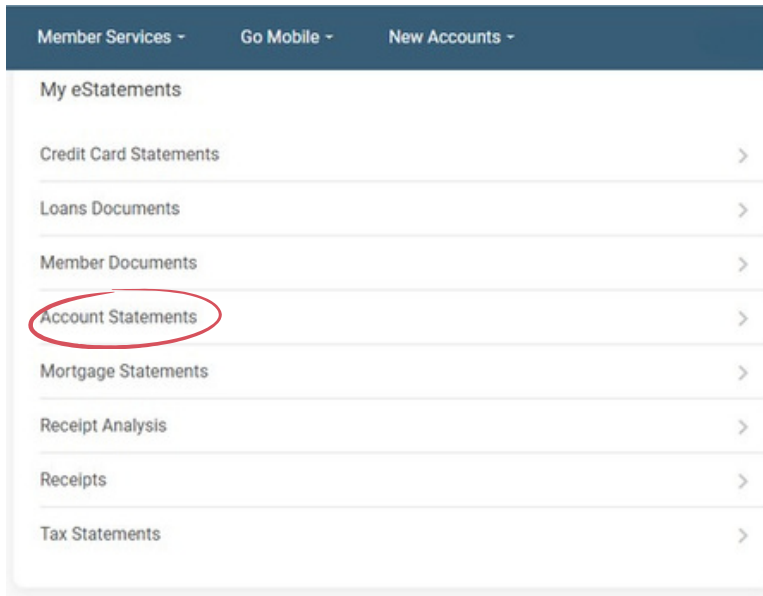 Member Services Go Mobile New Accounts
My eStatements
Credit Card Statements
Loans Documents
Member Documents
Account Statements
Mortgage Statements
Receipt Analysis
Receipts
Tax Statements